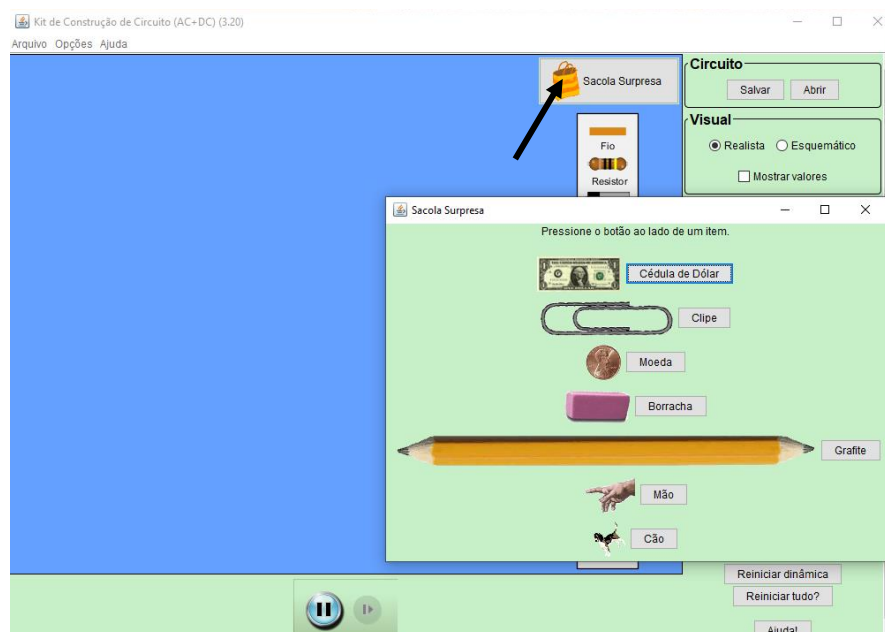 Kit de Construção de Circuito (AC+DC) (3.20)
Arquivo Opções Ajuda
Sacola Surpresa
Circuito
Salvar Abrir
Visual
Realista Esquemático
Mostrar valores
Fio
Resistor
Sacola Surpresa
Pressione o botão ao lado de um item.
Cédula de Dólar
Clipe
Moeda
Borracha
Grafite
Mão
Cão
Reiniciar dinâmica
Reiniciar tudo?
Ajuda!